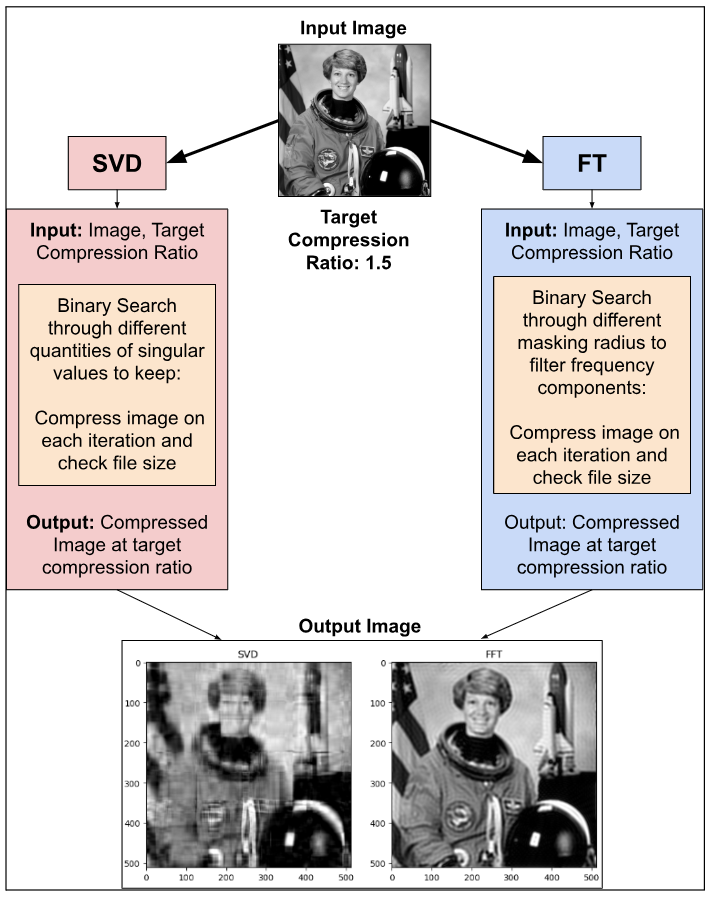 Input Image
SVD
FT
Target
Compression
Ratio: 1.5
Input: Image, Target
Compression Ratio
Binary Search
through different
quantities of singular
values to keep:
Compress image on
each iteration and
check file size
Output: Compressed
Image at target
compression ratio
Input: Image, Target
Compression Ratio
Binary Search
through different
masking radius to
filter frequency
components:
Compress image on
each iteration and
check file size
Output: Compressed
Image at target
compression ratio
Output Image
SVD
0
100
200
300
400
500
0 100 200 300 400 500
FFT
0
100
200
300
400
500
0 100 200 300 400 500